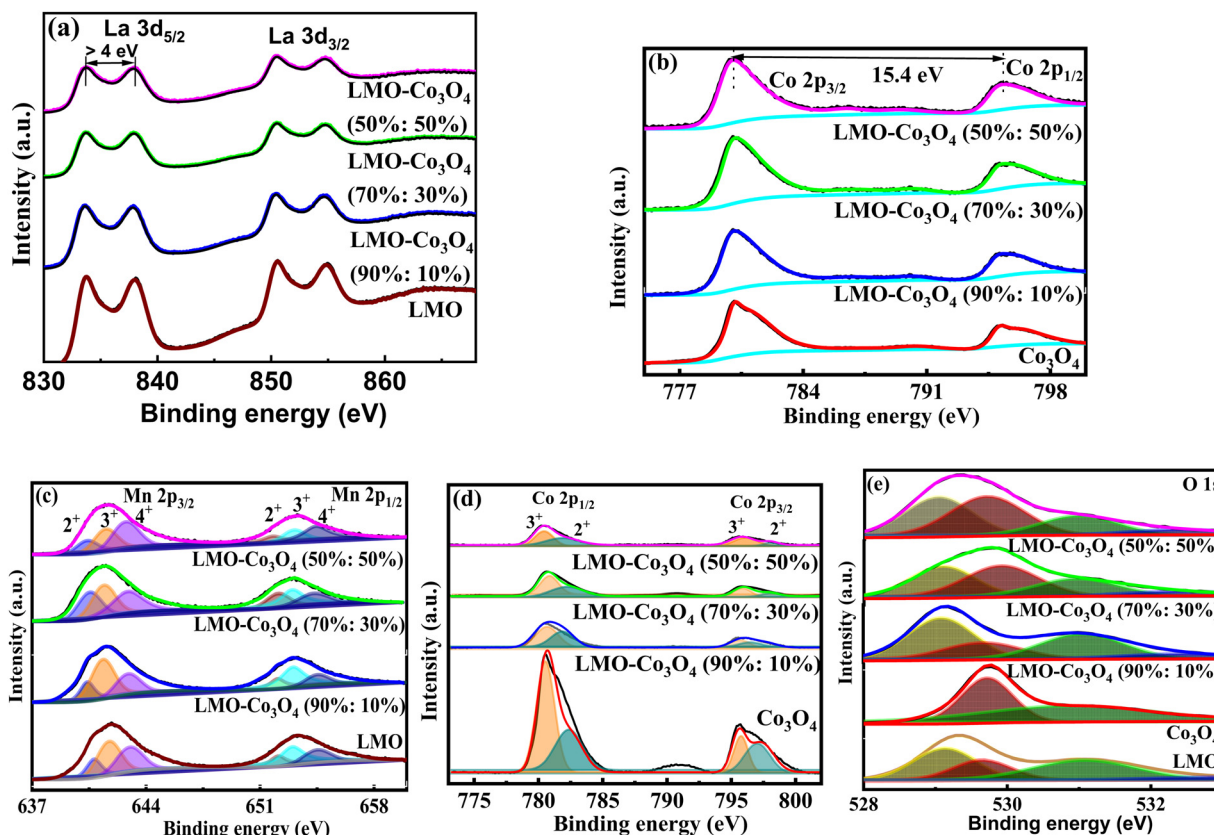 (a)
La 3d5/2
La 3d3/2
> 4 eV
LMO-Co3O4
(50%: 50%)
LMO-Co3O4
(70%: 30%)
LMO-Co3O4
(90%: 10%)
LMO
Intensity (a.u.)
830 840 850 860
Binding energy (eV)
(b)
Co 2p3/2
15.4 eV
Co 2p1/2
LMO-Co3O4 (50%: 50%)
LMO-Co3O4 (70%: 30%)
LMO-Co3O4 (90%: 10%)
Co3O4
Intensity (a.u.)
777 784 791 798
Binding energy (eV)
(c)
Mn 2p3/2
Mn 2p1/2
2+ 3+ 4+ 2+ 3+ 4+
LMO-Co3O4 (50%: 50%)
LMO-Co3O4 (70%: 30%)
LMO-Co3O4 (90%: 10%)
LMO
Intensity (a.u.)
637 644 651 658
Binding energy (eV)
(d)
Co 2p1/2
Co 2p3/2
3+ 2+ 3+ 2+
LMO-Co3O4 (50%: 50%)
LMO-Co3O4 (70%: 30%)
LMO-Co3O4 (90%: 10%)
Co3O4
Intensity (a.u.)
775 780 785 790 795 800
Binding energy (eV)
(e)
O 1s
LMO-Co3O4 (50%: 50%)
LMO-Co3O4 (70%: 30%)
LMO-Co3O4 (90%: 10%)
Co3O4
LMO
Intensity (a.u.)
528 530 532
Binding energy (eV)